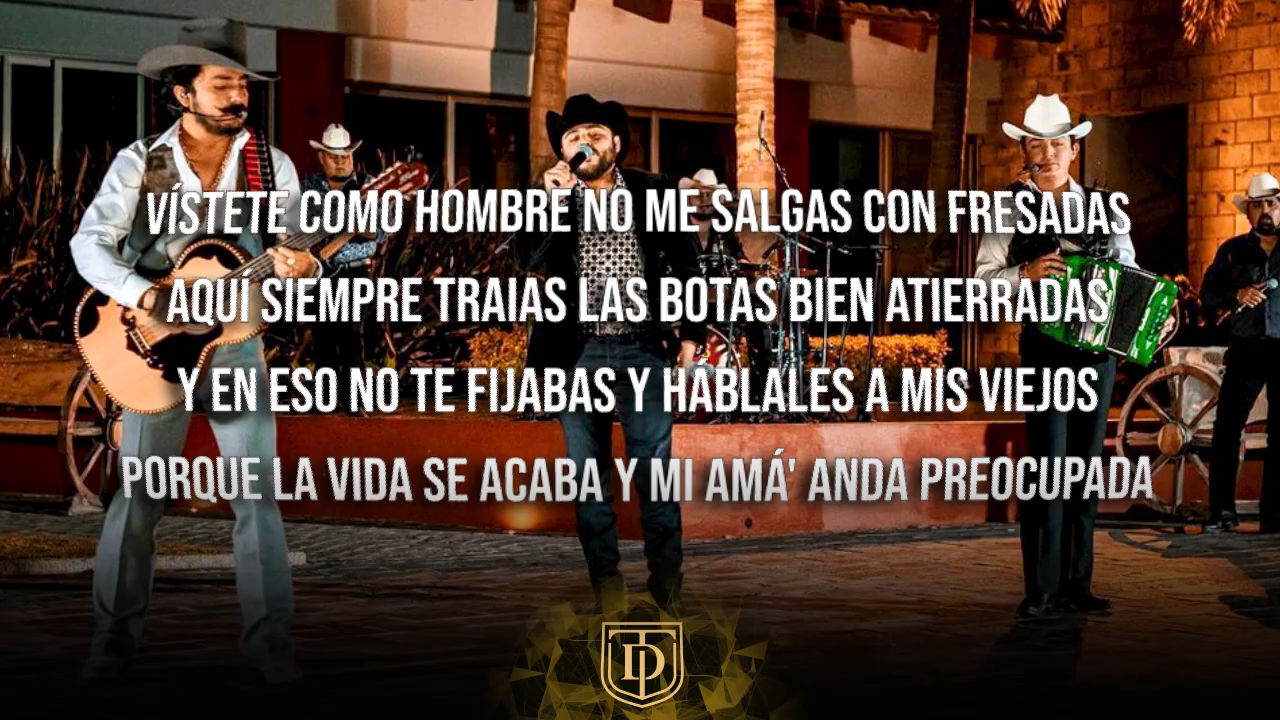 VÍSTETE COMO HOMBRE NO ME SALGAS CON FRESADAS
AQUÍ SIEMPRE TRAIAS LAS BOTAS BIEN ATIERRADAS
Y EN ESO NO TE FIJABAS Y HÁBLALES A MIS VIEJOS
PORQUE LA VIDA SE ACABA Y MI AMÁ' ANDA PREOCUPADA